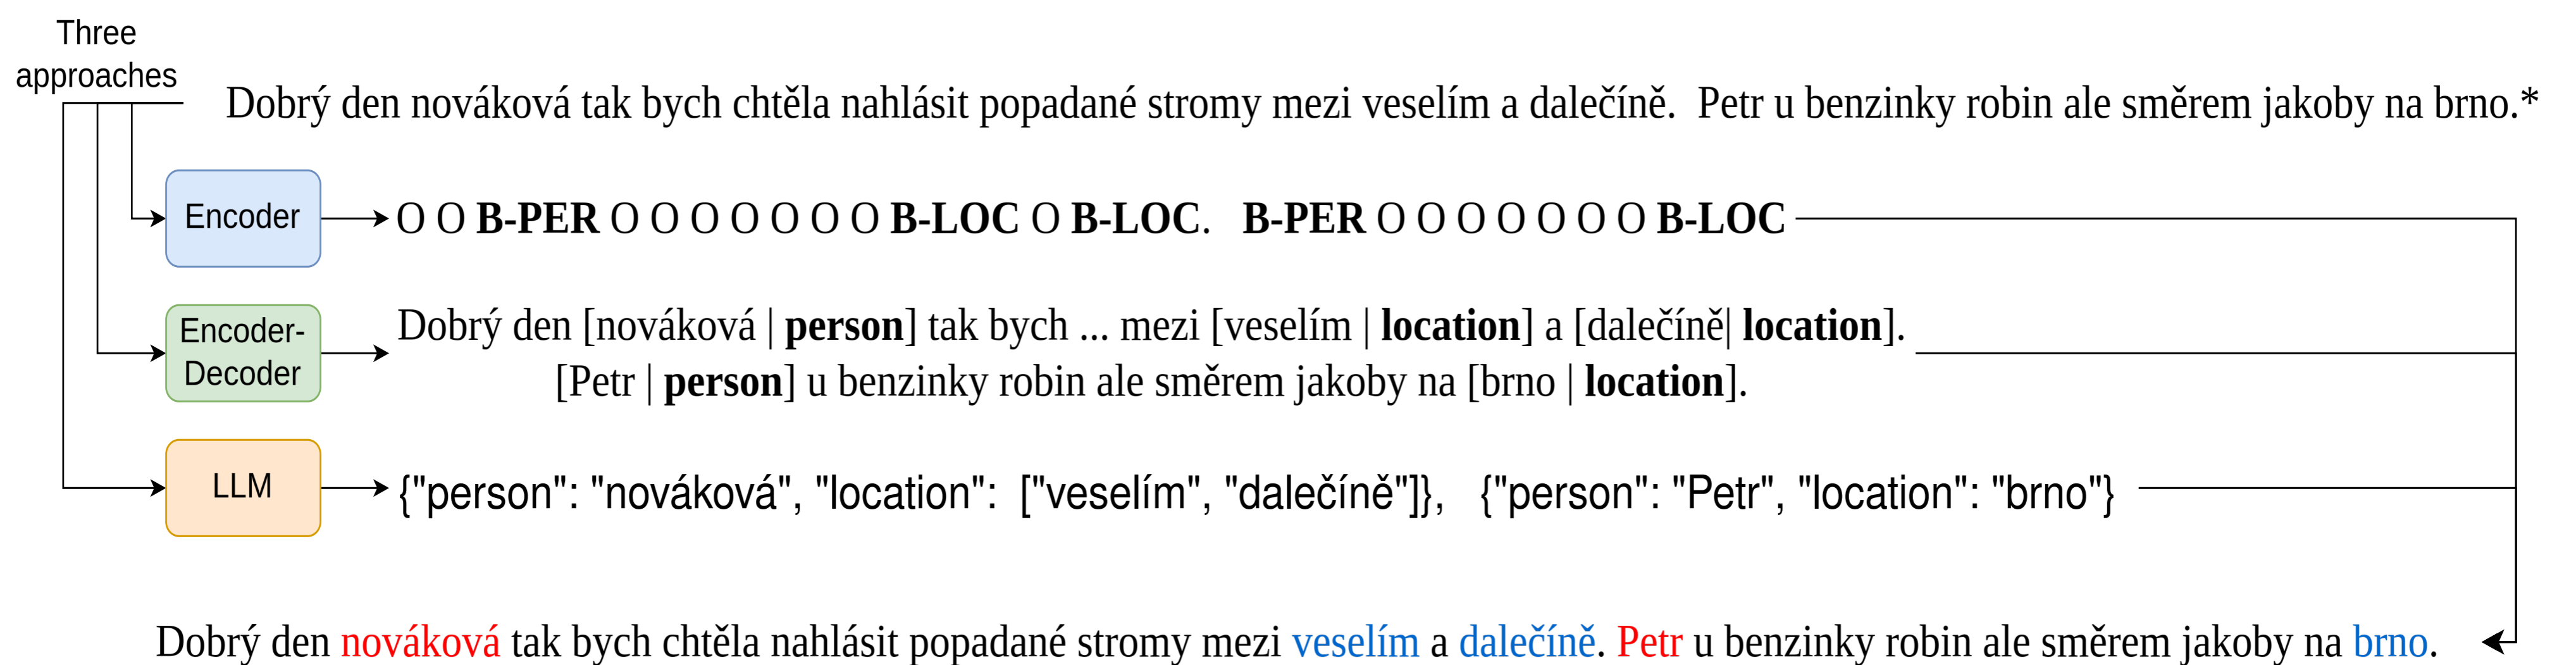 Three
approaches
Dobrý den nováková tak bych chtěla nahlásit popadané stromy mezi veselím a dalečíně. Petr u benzinky robin ale směrem jakoby na brno.*
Encoder
O O B-PER O O O O O O O B-LOC O B-LOC. B-PER O O O O O O O B-LOC
Encoder-
Decoder
Dobrý den [nováková | person] tak bych ... mezi [veselím | location] a [dalečíně| location].
[Petr | person] u benzinky robin ale směrem jakoby na [brno | location].
LLM
{"person": "nováková", "location": ["veselím", "dalečíně"]}, {"person": "Petr", "location": "brno"}
Dobrý den nováková tak bych chtěla nahlásit popadané stromy mezi veselím a dalečíně. Petr u benzinky robin ale směrem jakoby na brno.